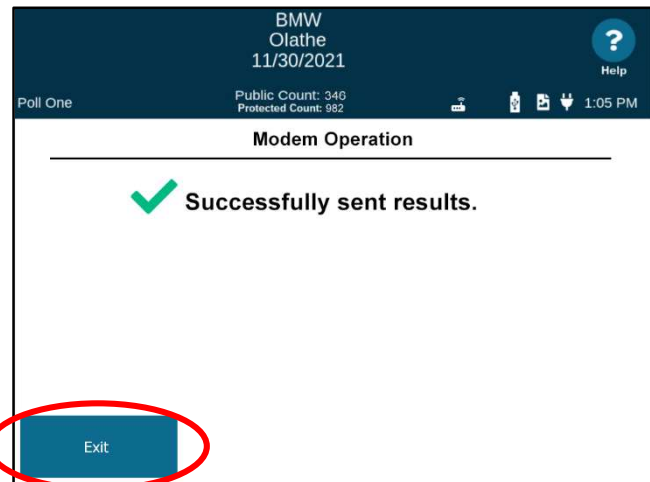 BMW
Olathe
11/30/2021
?
Help
Poll One
Public Count: 346
Protected Count: 982
1:05 PM
Modem Operation
Successfully sent results.
Exit